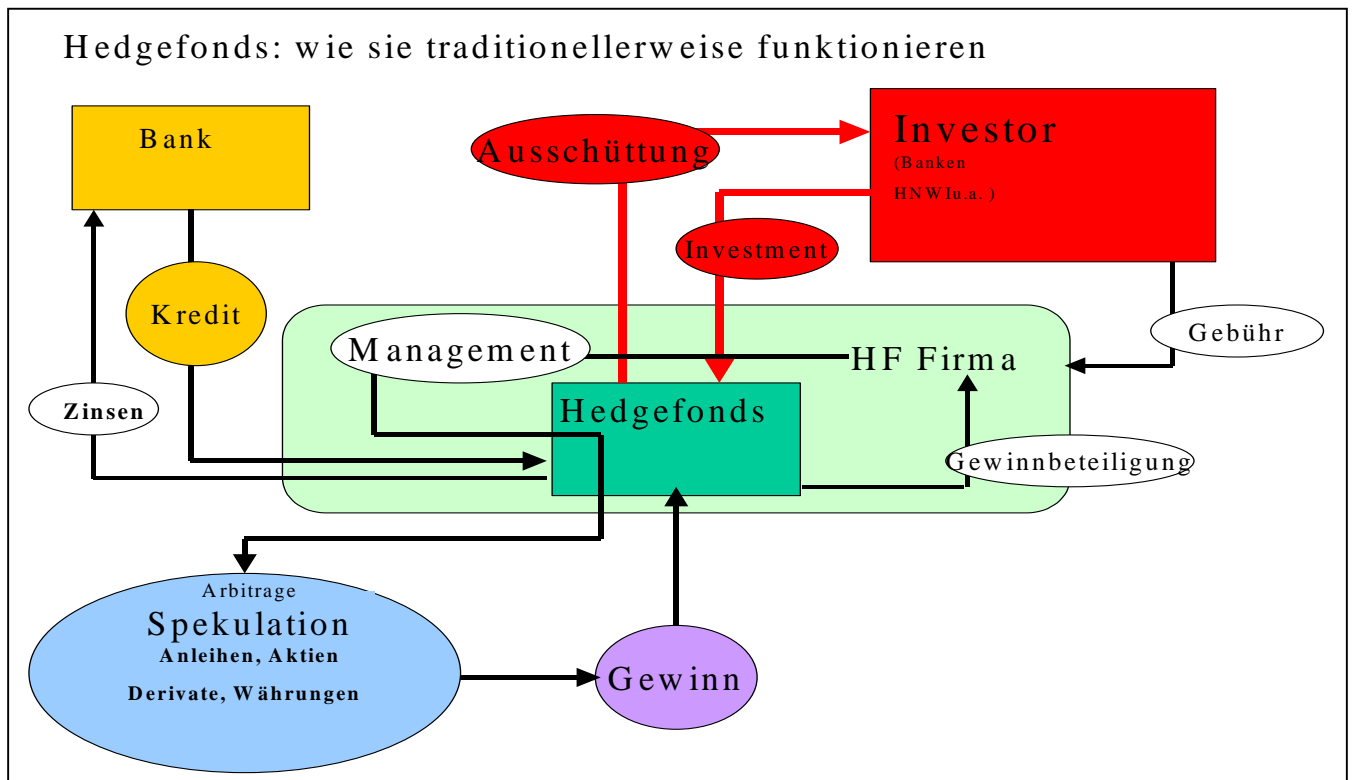 Hedgefonds: wie sie traditionellerweise funktionieren
Bank
Ausschüttung
Investor
(Banken
HNWIu.a. )
Investment
Kredit
Gebühr
Management
HF Firma
Zinsen
Hedgefonds
Gewinnbeteiligung
Arbitrage
Spekulation
Anleihen, Aktien
Derivate, Währungen
Gewinn